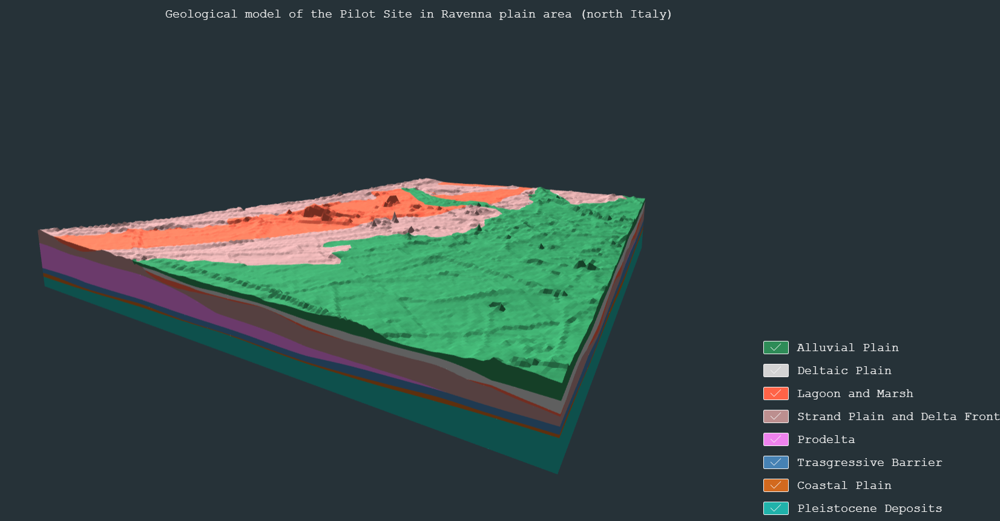 Geological model of the Pilot Site in Ravenna plain area (north Italy)
Alluvial Plain
Deltaic Plain
Lagoon and Marsh
Strand Plain and Delta Front
Prodelta
Trasgressive Barrier
Coastal Plain
Pleistocene Deposits